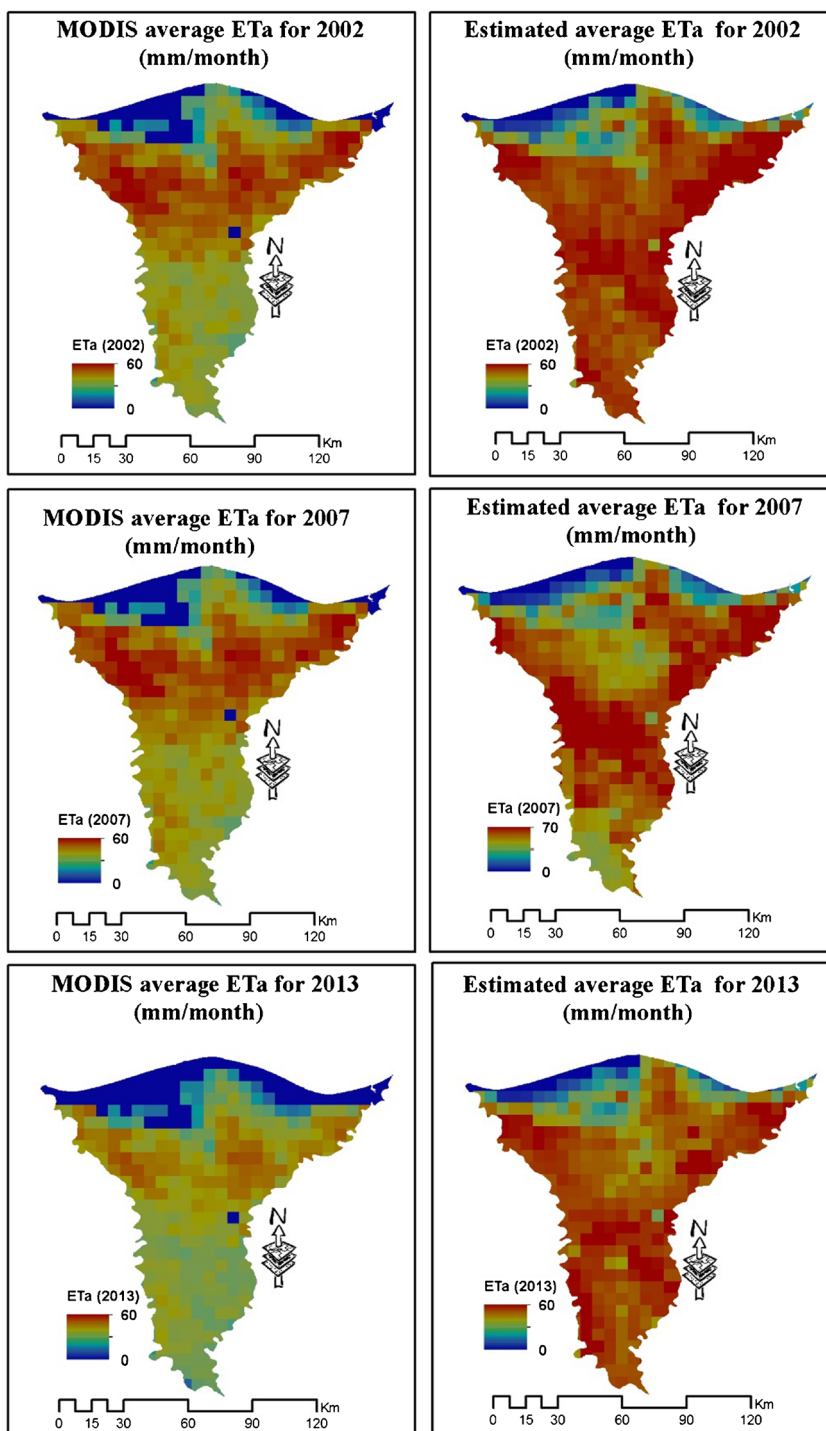 MODIS average ETa for 2002
(mm/month)
N
ETa (2002)
60
0
Km
0 15 30 60 90 120
Estimated average ETa for 2002
(mm/month)
N
ETa (2002)
60
0
Km
0 15 30 60 90 120
MODIS average ETa for 2007
(mm/month)
N
ETa (2007)
60
0
Km
0 15 30 60 90 120
Estimated average ETa for 2007
(mm/month)
N
ETa (2007)
70
0
Km
0 15 30 60 90 120
MODIS average ETa for 2013
(mm/month)
N
ETa (2013)
60
0
Km
0 15 30 60 90 120
Estimated average ETa for 2013
(mm/month)
N
ETa (2013)
60
0
Km
0 15 30 60 90 120